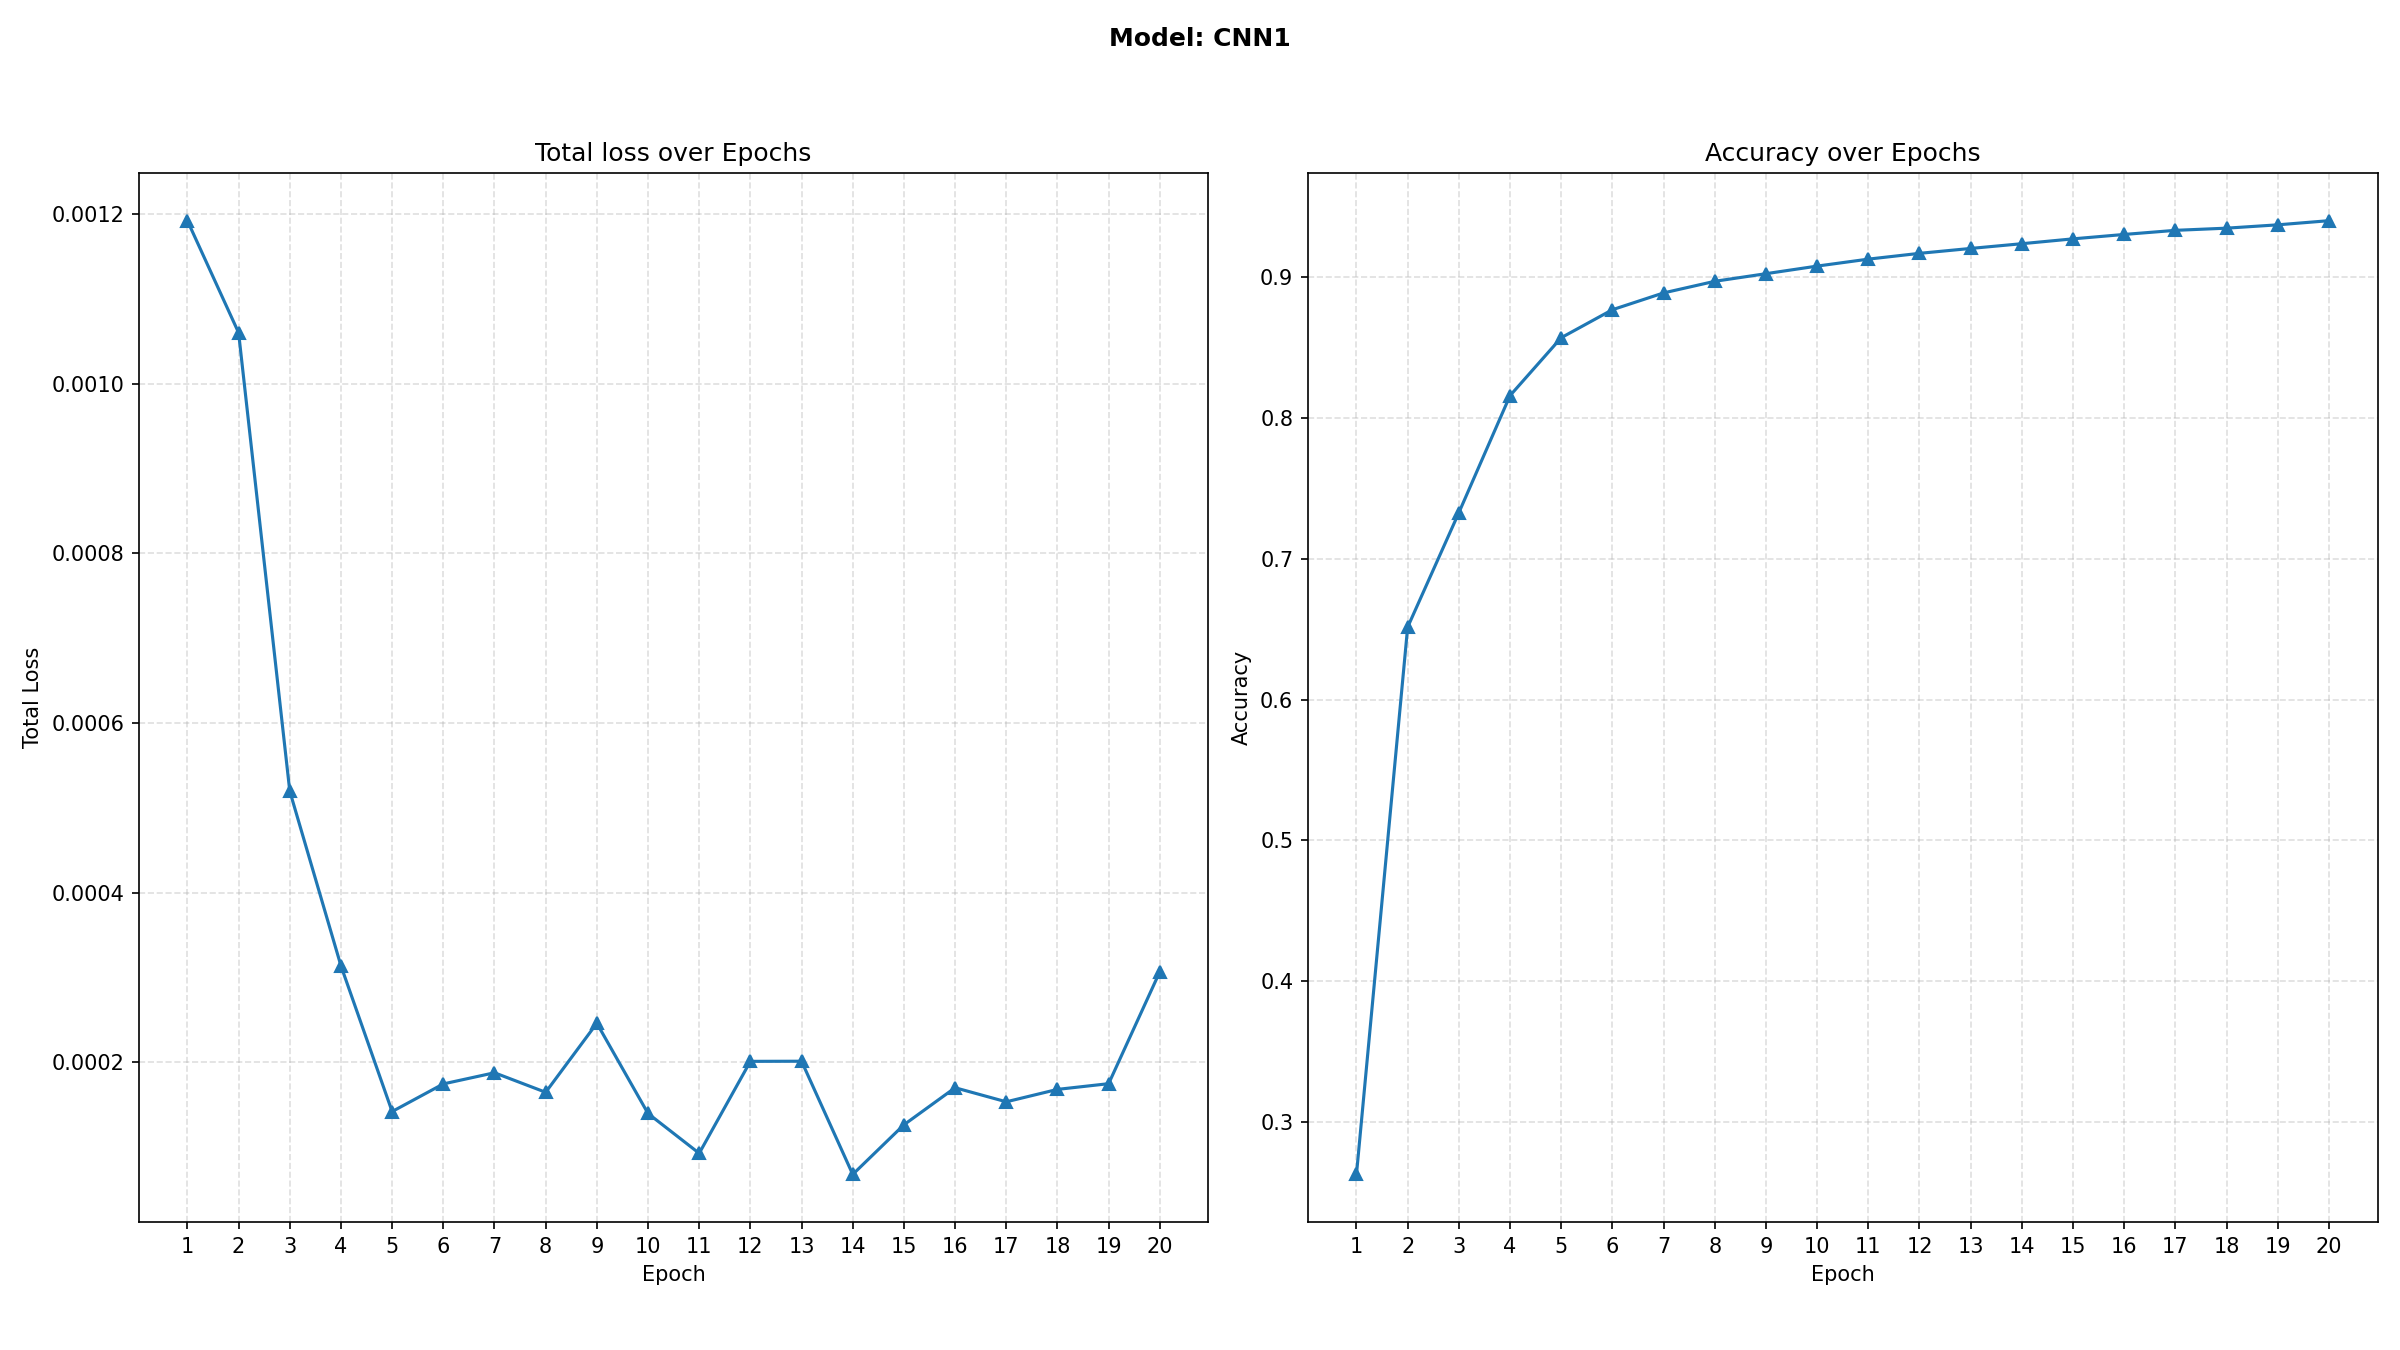 Model: CNN1
Total loss over Epochs
Total Loss
0.0012
0.0010
0.0008
0.0006
0.0004
0.0002
1 2 3 4 5 6 7 8 9 10 11 12 13 14 15 16 17 18 19 20
Epoch
Accuracy over Epochs
Accuracy
0.9
0.8
0.7
0.6
0.5
0.4
0.3
1 2 3 4 5 6 7 8 9 10 11 12 13 14 15 16 17 18 19 20
Epoch